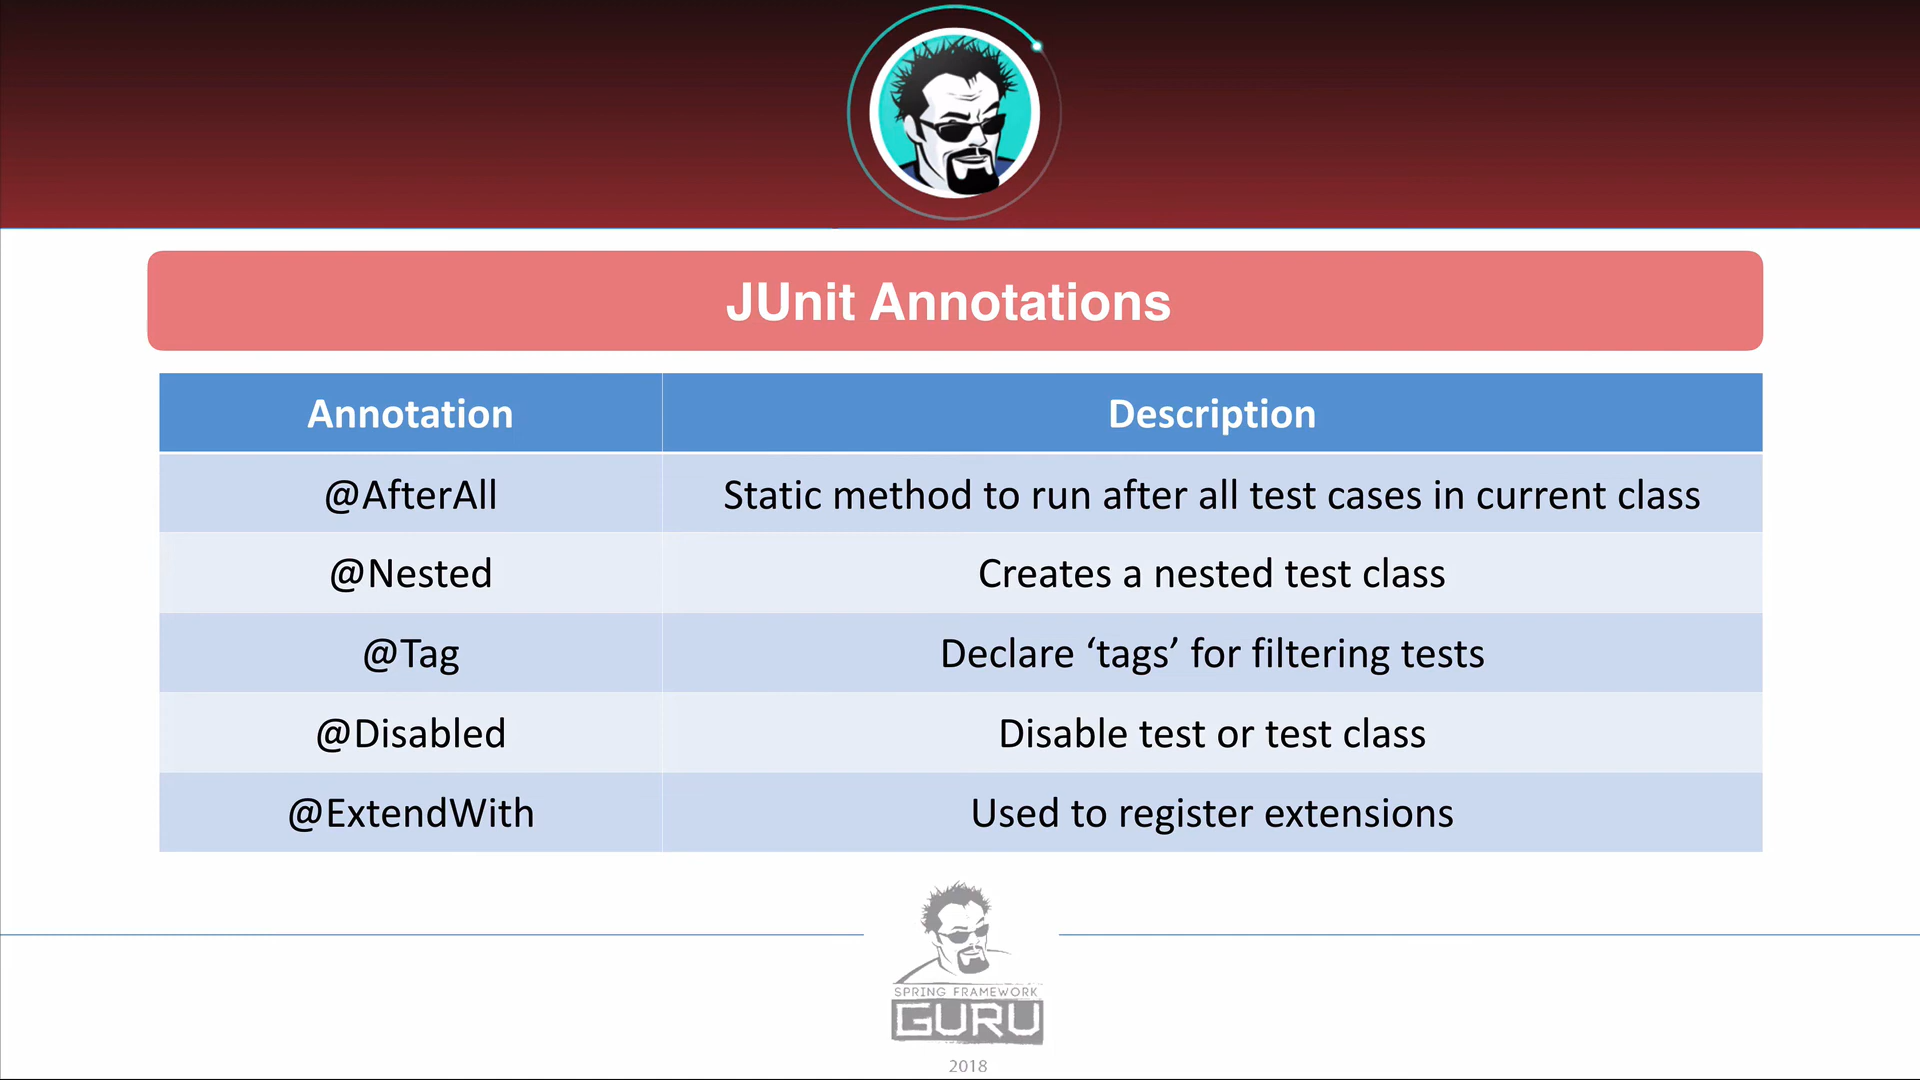 JUnit Annotations
Annotation Description
@AfterAll Static method to run after all test cases in current class
@Nested Creates a nested test class
@Tag Declare ‘tags’ for filtering tests
@Disabled Disable test or test class
@ExtendWith Used to register extensions
SPRING FRAMEWORK
GURU
2018